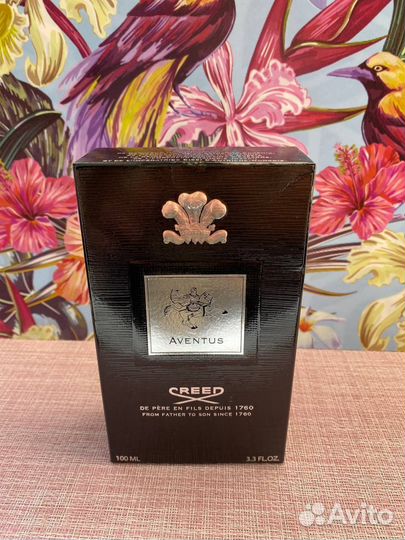 AVENTUS
CREED
DE PÈRE EN FILS DEPUIS 1760
FROM FATHER TO SON SINCE 1760
100 ML 3.3 FL.OZ.
Avito